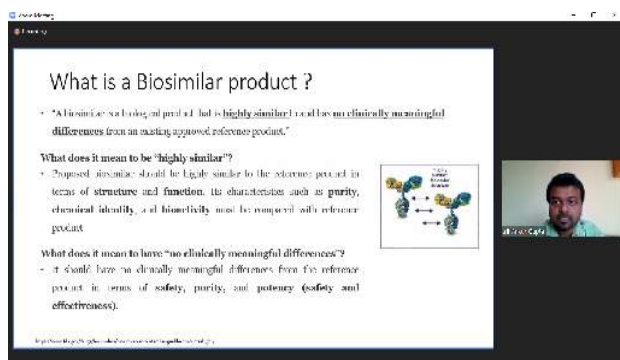 Zoom Meeting
Recording
What is a Biosimilar product ?
• "A biosimilar is a biological product that is highly similar to and has no clinically meaningful
differences from an existing approved reference product."
What does it mean to be "highly similar"?
• Proposed biosimilar should be highly similar to the reference product in
terms of structure and function. Its characteristics such as purity,
chemical identity, and bioactivity must be compared with reference
product
What does it mean to have "no clinically meaningful differences"?
• It should have no clinically meaningful differences from the reference
product in terms of safety, purity, and potency (safety and
effectiveness).
Gupta